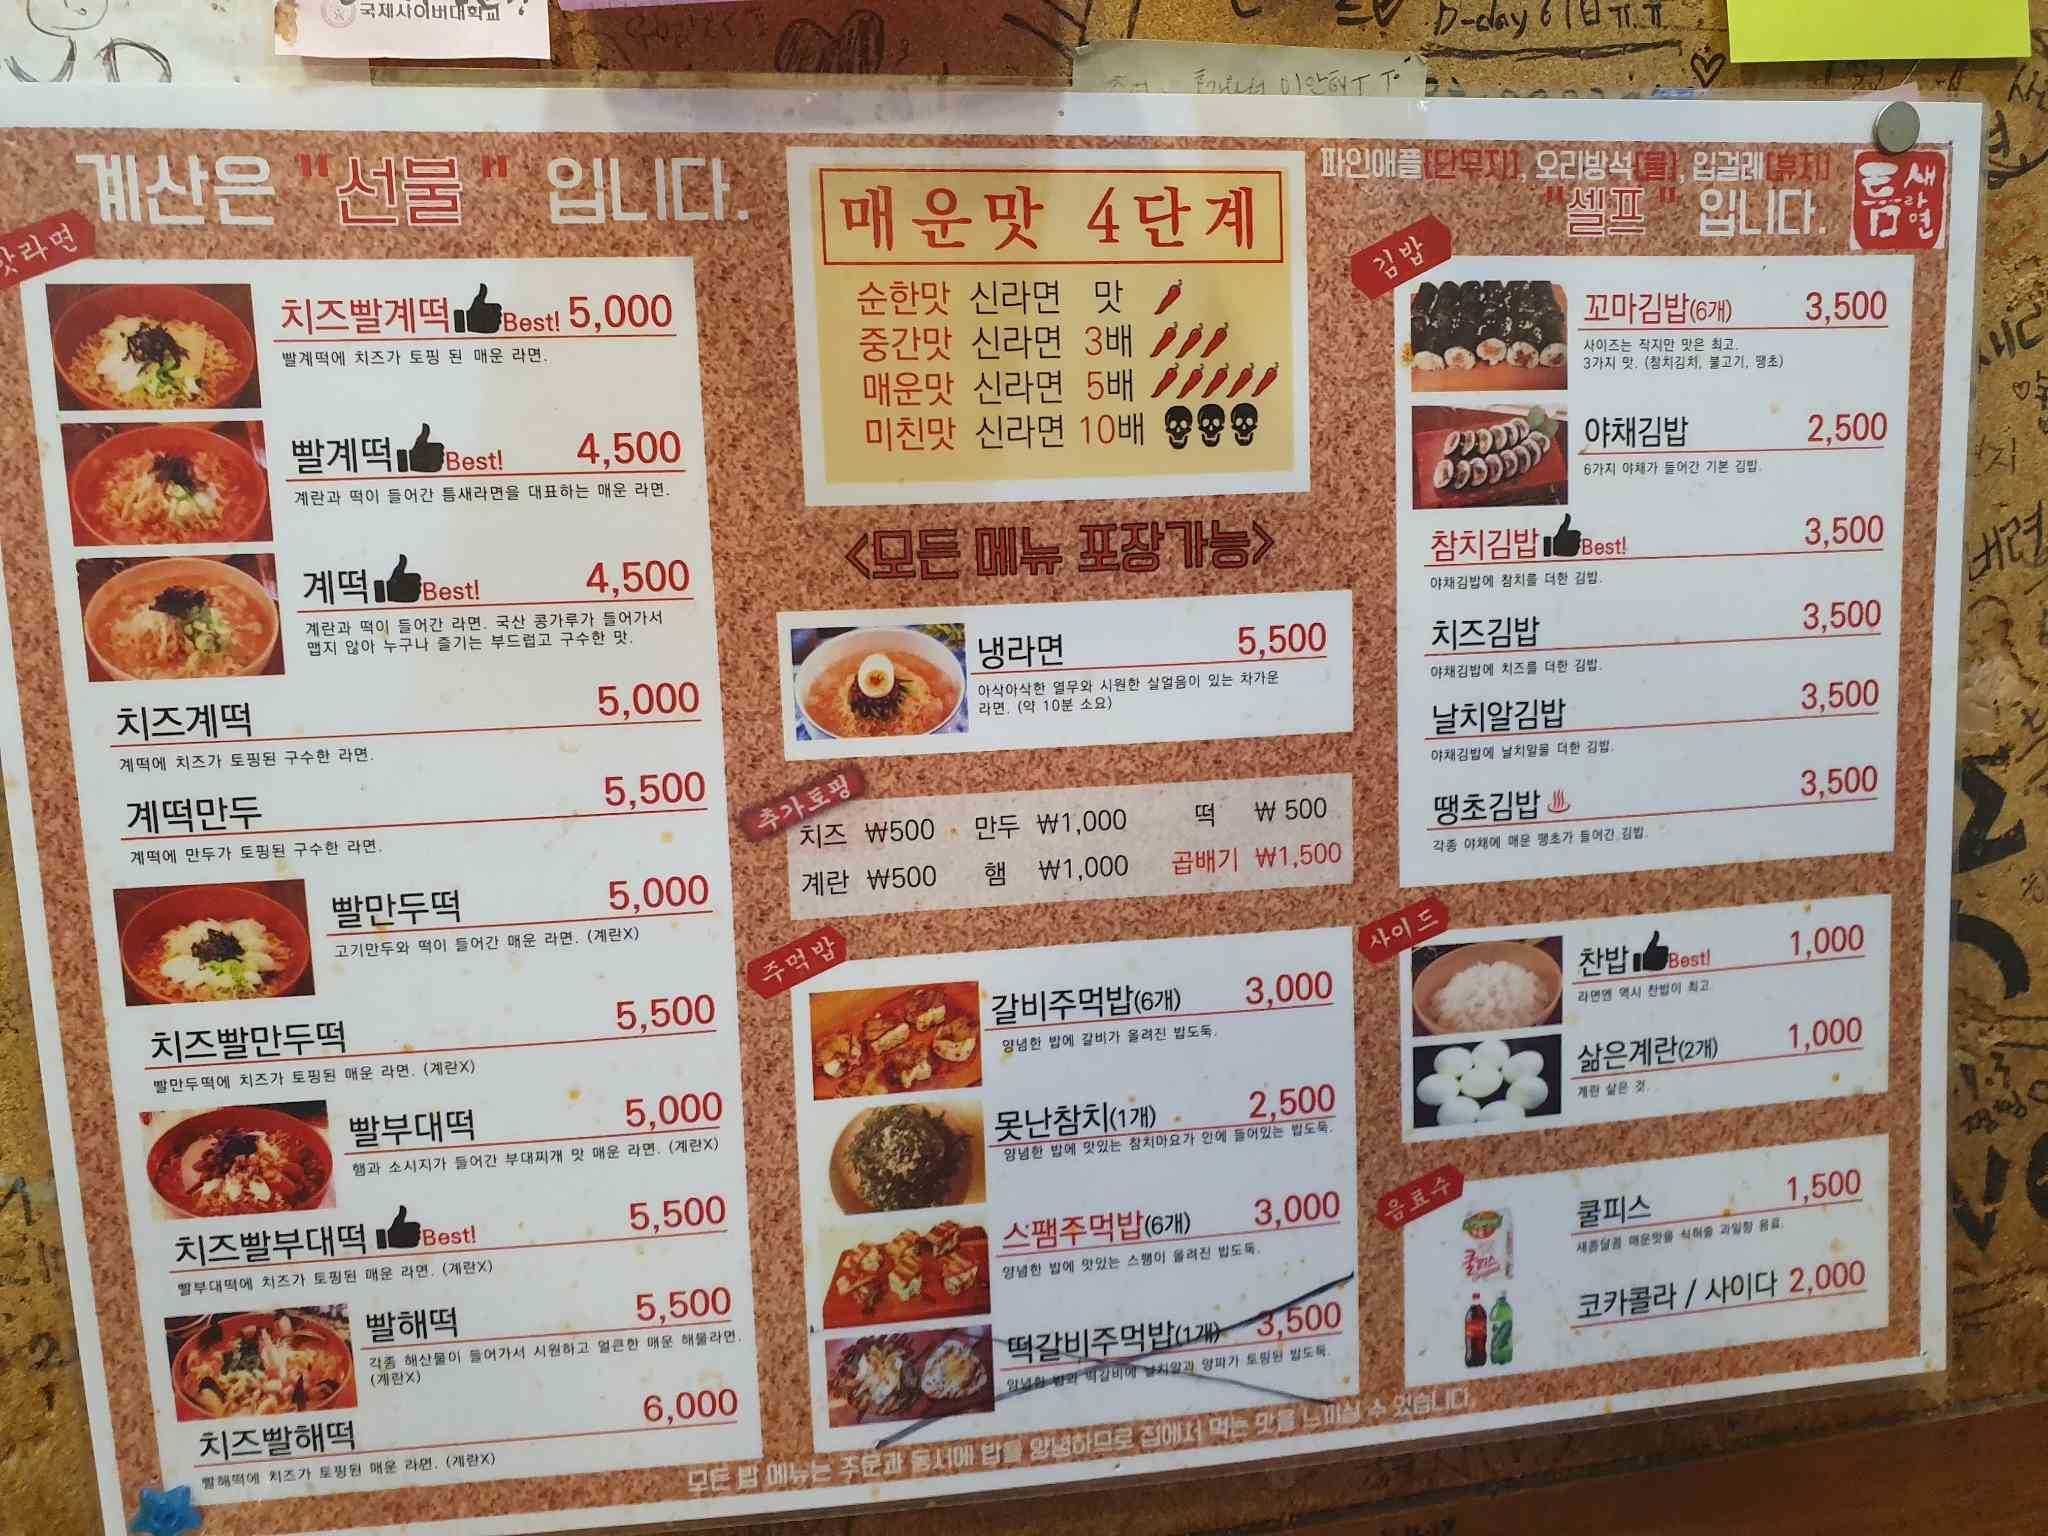 국제사이버대학교
D-day 61日 ㅠ.ㅠ
계산은 "선물" 입니다.
맛라면
치즈빨계떡 Best! 5,000
빨계떡에 치즈가 토핑 된 매운 라면.
빨계떡 Best! 4,500
계란과 떡이 들어간 틈새라면을 대표하는 매운 라면.
계떡 Best! 4,500
계란과 떡이 들어간 라면. 국산 콩가루가 들어가서
맵지 않아 누구나 즐기는 부드럽고 구수한 맛.
치즈계떡 5,000
계떡에 치즈가 토핑된 구수한 라면.
계떡만두 5,500
계떡에 만두가 토핑된 구수한 라면.
빨만두떡 5,000
고기만두와 떡이 들어간 매운 라면. (계란X)
치즈빨만두떡 5,500
빨만두떡에 치즈가 토핑된 매운 라면. (계란X)
빨부대떡 5,000
햄과 소시지가 들어간 부대찌개 맛 매운 라면. (계란X)
치즈빨부대떡 Best! 5,500
빨부대떡에 치즈가 토핑된 매운 라면. (계란X)
빨해떡 5,500
각종 해산물이 들어가서 시원하고 얼큰한 매운 해물라면.
(계란X)
치즈빨해떡 6,000
빨해떡에 치즈가 토핑된 매운 라면. (계란X)
매운맛 4단계
순한맛 신라면 맛
중간맛 신라면 3배
매운맛 신라면 5배
미친맛 신라면 10배
<모든 메뉴 포장가능>
냉라면 5,500
아삭아삭한 열무와 시원한 살얼음이 있는 차가운
라면. (약 10분 소요)
추가토핑
치즈 ₩500 만두 ₩1,000 떡 ₩500
계란 ₩500 햄 ₩1,000 곱배기 ₩1,500
주먹밥
갈비주먹밥(6개) 3,000
양념한 밥에 갈비가 올려진 밥도둑.
못난참치(1개) 2,500
양념한 밥에 맛있는 참치마요가 안에 들어있는 밥도둑.
스팸주먹밥(6개) 3,000
양념한 밥에 맛있는 스팸이 올려진 밥도둑.
떡갈비주먹밥(1개) 3,500
양념한 밥과 떡갈비에 날치알과 양파가 토핑된 밥도둑.
모든 밥 메뉴는 주문과 동시에 밥을 양념하므로 집에서 먹는 맛을 느끼실 수 있습니다.
파인애플[단무지], 오리방석[물], 입걸레[휴지]
"셀프" 입니다.
틈새라면
김밥
꼬마김밥(6개) 3,500
사이즈는 작지만 맛은 최고.
3가지 맛. (참치김치, 불고기, 땡초)
야채김밥 2,500
6가지 야채가 들어간 기본 김밥.
참치김밥 Best! 3,500
야채김밥에 참치를 더한 김밥.
치즈김밥 3,500
야채김밥에 치즈를 더한 김밥.
날치알김밥 3,500
야채김밥에 날치알을 더한 김밥.
땡초김밥 3,500
각종 야채에 매운 땡초가 들어간 김밥.
사이드
찬밥 Best! 1,000
라면엔 역시 찬밥이 최고.
삶은계란(2개) 1,000
계란 삶은 것.
음료수
쿨피스 1,500
새콤달콤 매운맛을 식혀줄 과일향 음료.
쿨피스
코카콜라 / 사이다 2,000